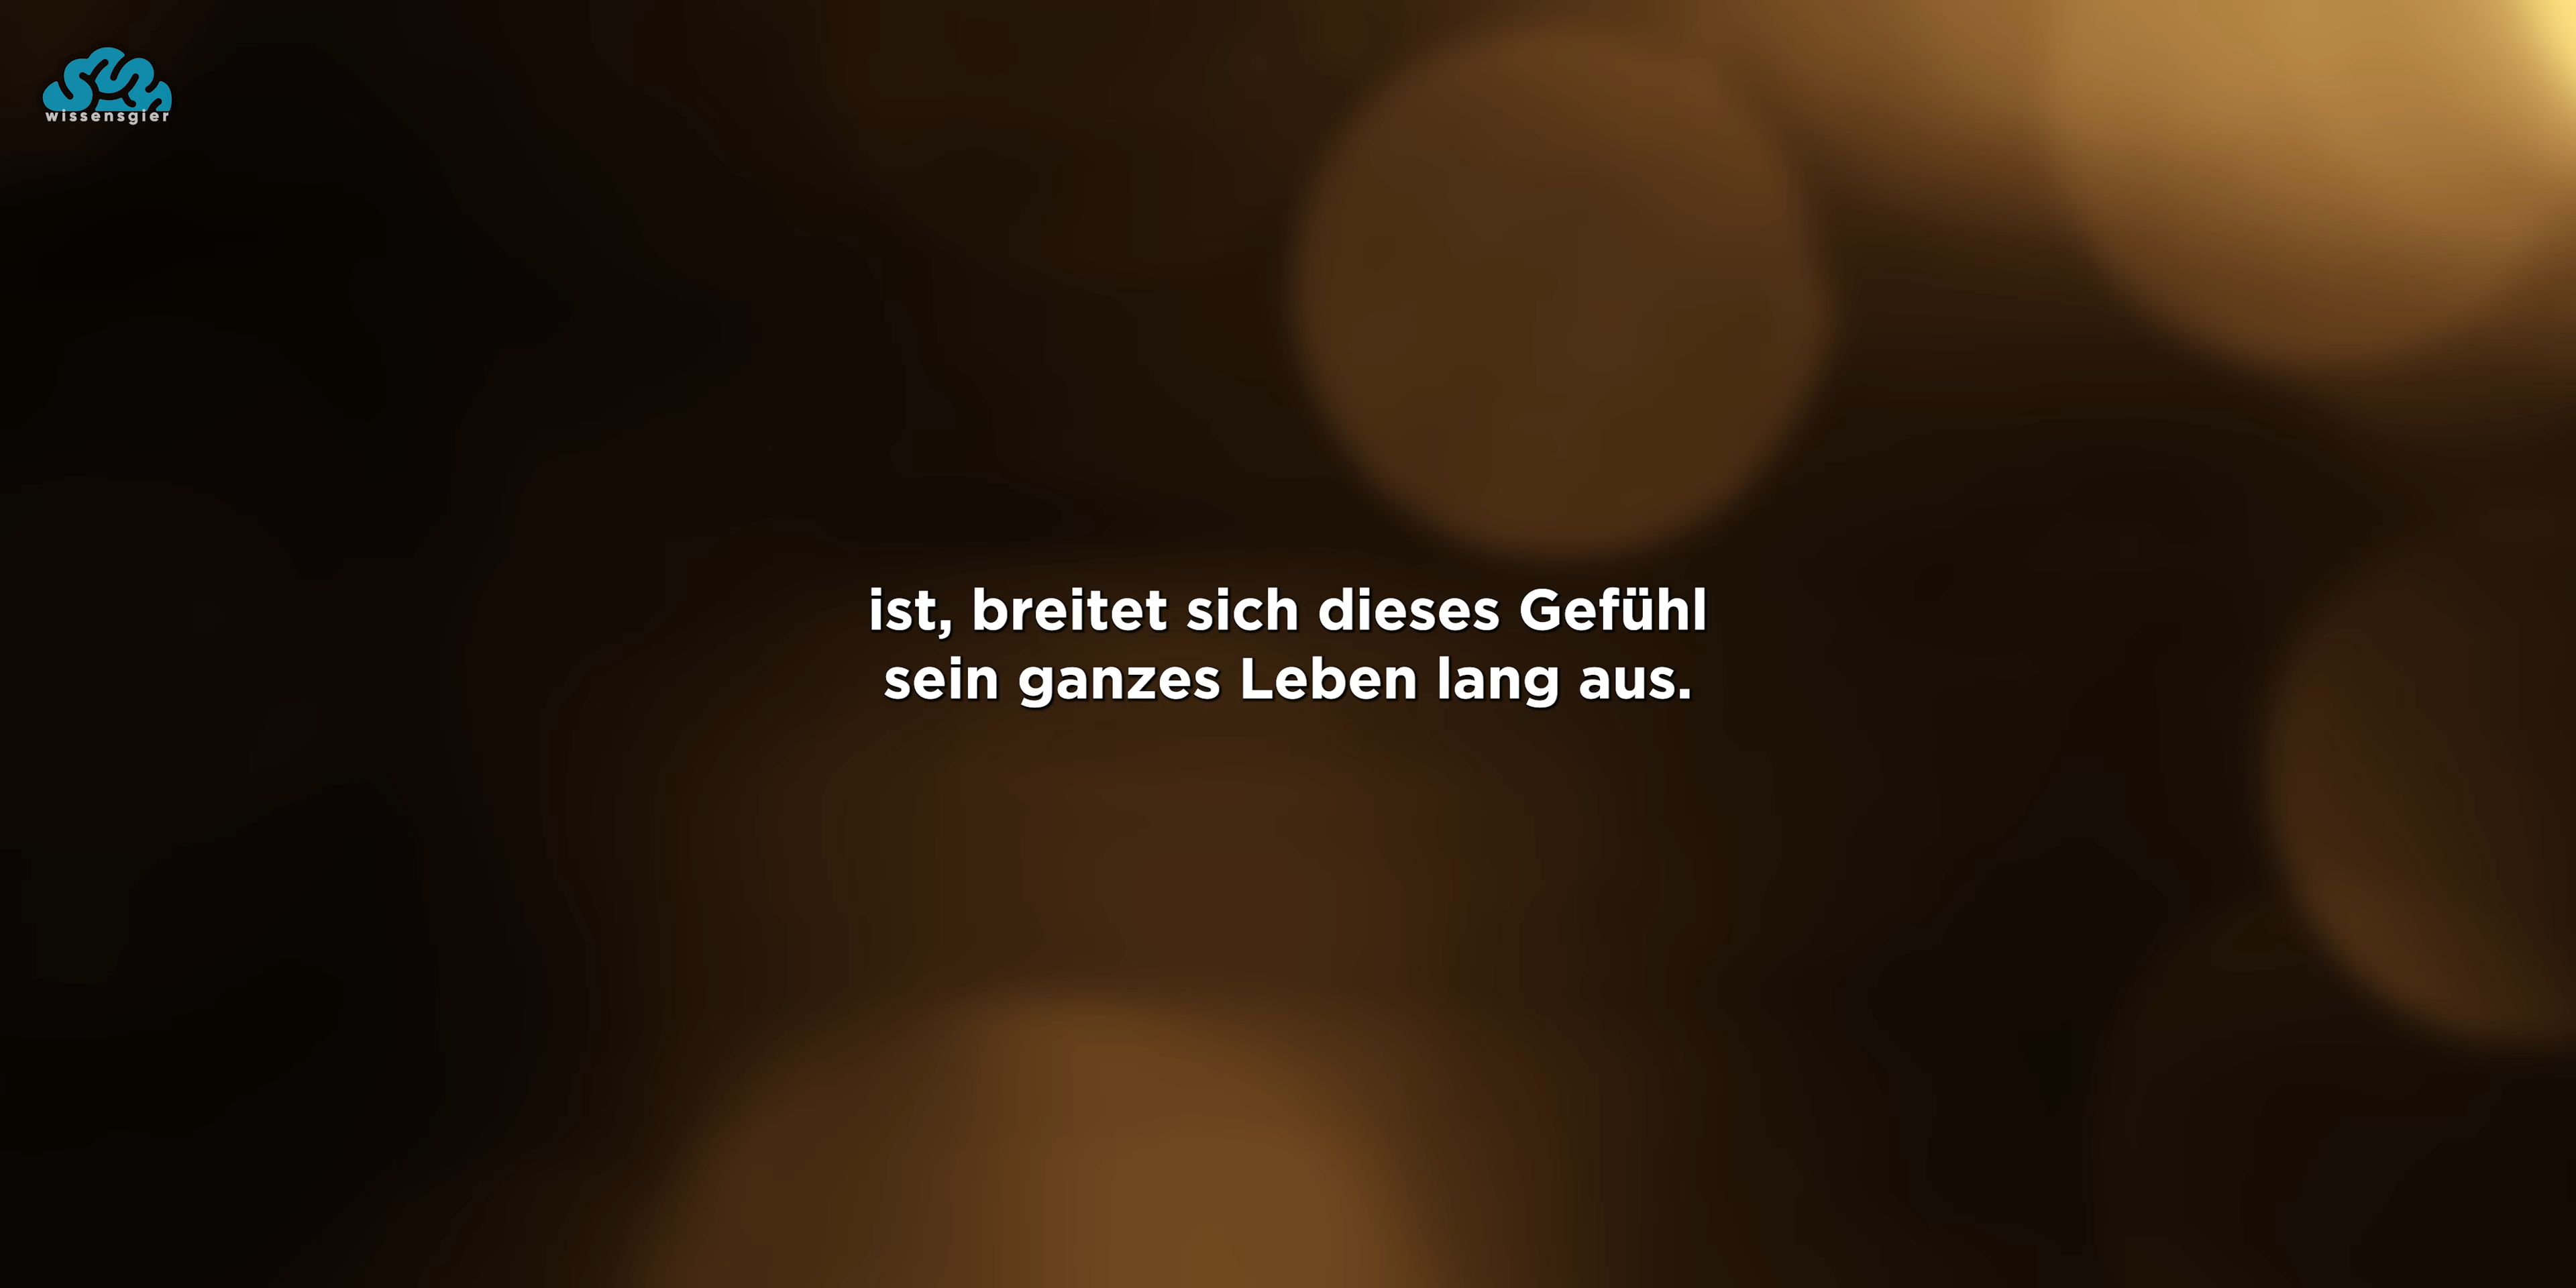 wissensgier
ist, breitet sich dieses Gefühl
sein ganzes Leben lang aus.